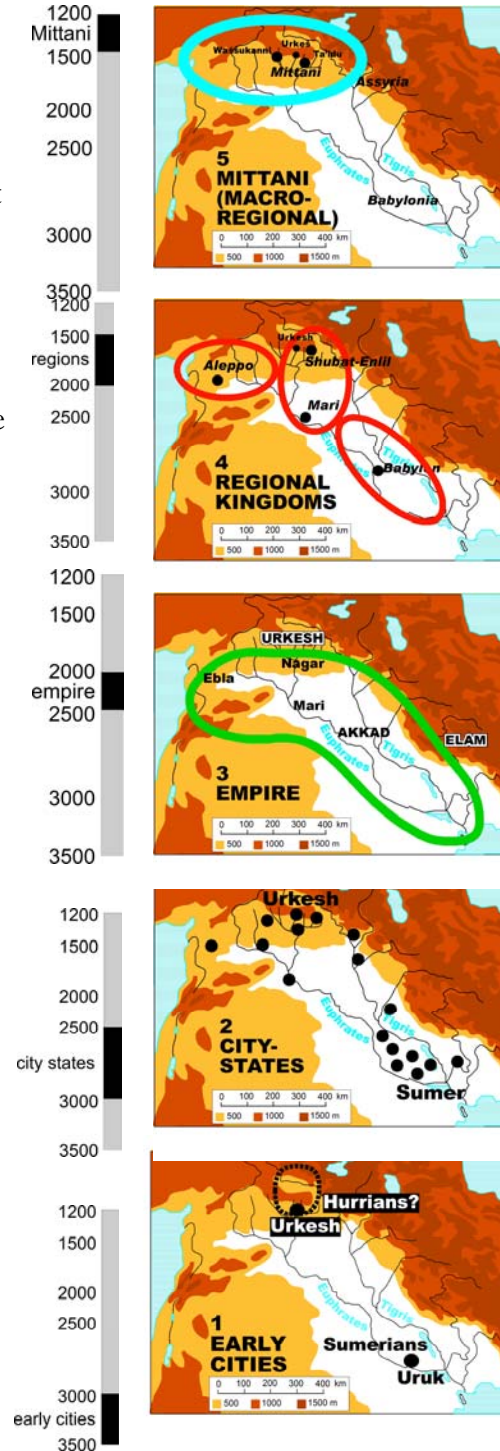 1200
Mittani
1500
2000
2500
3000
3500
Wassukanni
Urkes
Ta'idu
Mittani
Assyria
Euphrates
Tigris
Babylonia
5
MITTANI
(MACRO-
REGIONAL)
0 100 200 300 400 km
500 1000 1500 m
t
1200
1500
regions
2000
2500
3000
3500
Urkesh
Aleppo
Shubat-Enlil
Mari
Euphrates
Tigris
Babylon
4
REGIONAL
KINGDOMS
0 100 200 300 400 km
500 1000 1500 m
e
1200
1500
2000
empire
2500
3000
3500
URKESH
Nagar
Ebla
Mari
AKKAD
ELAM
Euphrates
Tigris
3
EMPIRE
0 100 200 300 400 km
500 1000 1500 m
1200
1500
2000
2500
city states
3000
3500
Urkesh
Euphrates
Tigris
2
CITY-
STATES
Sumer
0 100 200 300 400 km
500 1000 1500 m
1200
1500
2000
2500
3000
early cities
3500
Hurrians?
Urkesh
Euphrates
Tigris
1
EARLY
CITIES
Sumerians
Uruk
0 100 200 300 400 km
500 1000 1500 m